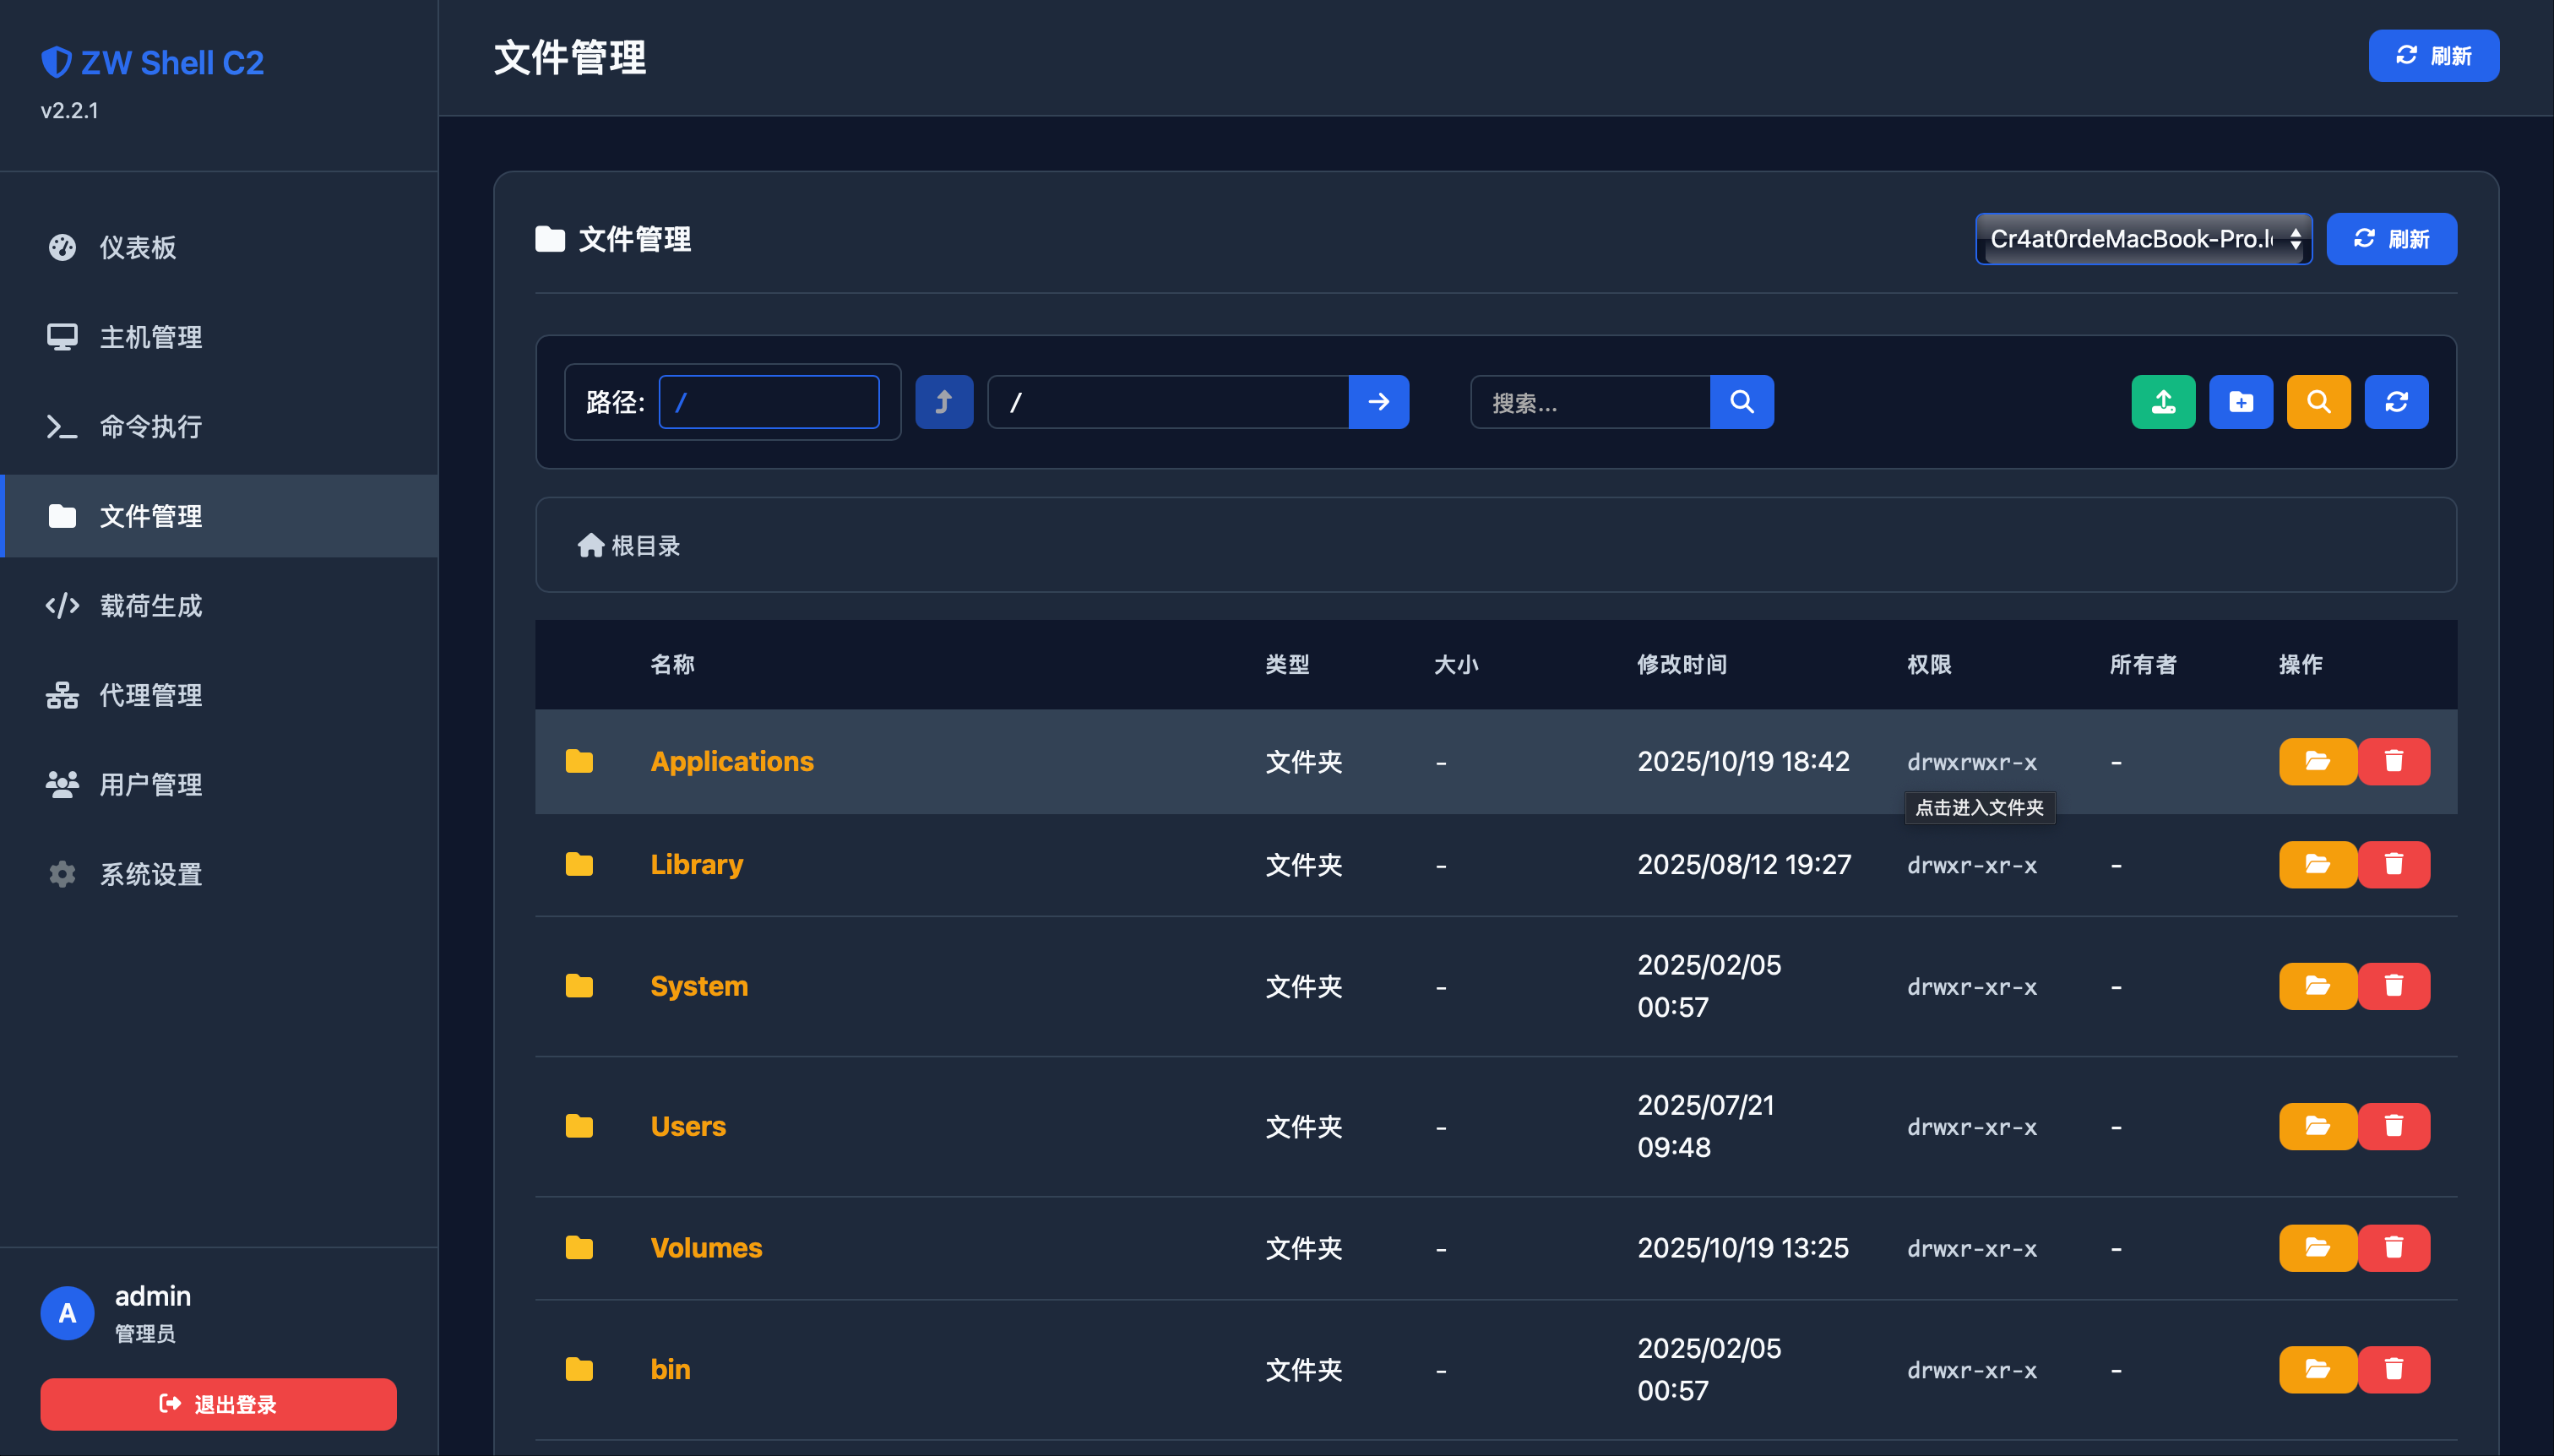 ZW Shell C2
v2.2.1
仪表板
主机管理
命令执行
文件管理
载荷生成
代理管理
用户管理
系统设置
A
admin
管理员
退出登录
文件管理
刷新
文件管理
Cr4at0rdeMacBook-Pro.l
刷新
路径: /
/
搜索...
根目录
名称 类型 大小 修改时间 权限 所有者 操作
Applications 文件夹 - 2025/10/19 18:42 drwxrwxr-x -
点击进入文件夹
Library 文件夹 - 2025/08/12 19:27 drwxr-xr-x -
System 文件夹 - 2025/02/05 00:57 drwxr-xr-x -
Users 文件夹 - 2025/07/21 09:48 drwxr-xr-x -
Volumes 文件夹 - 2025/10/19 13:25 drwxr-xr-x -
bin 文件夹 - 2025/02/05 00:57 drwxr-xr-x -